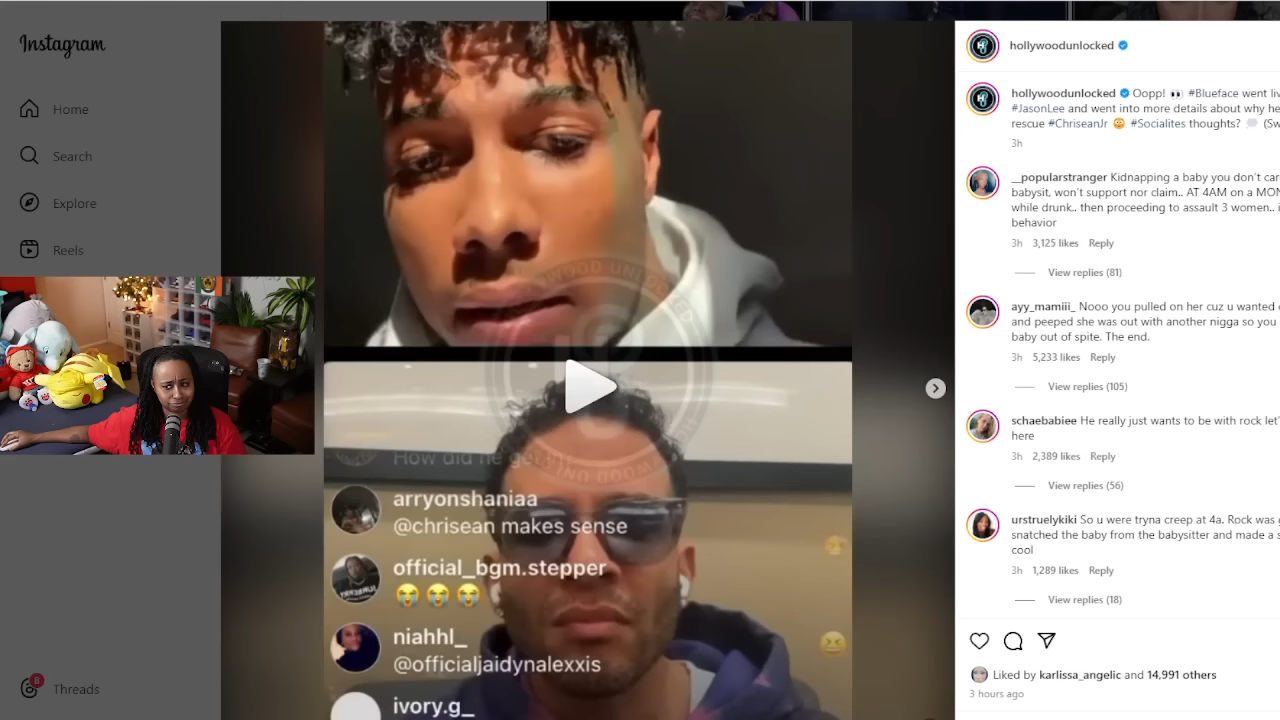 Instagram
Home
Search
Explore
Reels
8
Threads
How did he get
arryonshaniaa
@chrisean makes sense
official_bgm.stepper
niahhl_
@officialjaidynalexxis
ivory.g_
hollywoodunlocked
hollywoodunlocked Oopp! 👀 #Blueface went
#JasonLee and went into more details about why he
rescue #ChriseanJr 😳 #Socialites thoughts? 💭
3h
__popularstranger Kidnapping a baby you don't
babysit, won't support nor claim.. AT 4AM on a
while drunk.. then proceeding to assault 3 women..
behavior
3h 3,125 likes Reply
View replies (81)
ayy_mamiii_ Nooo you pulled on her cuz u wanted
and peeped she was out with another nigga so you
baby out of spite. The end.
3h 5,233 likes Reply
View replies (105)
schaebabiee He really just wants to be with rock
here
3h 2,389 likes Reply
View replies (56)
urstruelykiki So u were tryna creep at 4a. Rock was
snatched the baby from the babysitter and made a
cool
3h 1,289 likes Reply
View replies (18)
Liked by karlissa_angelic and 14,991 others
3 hours ago